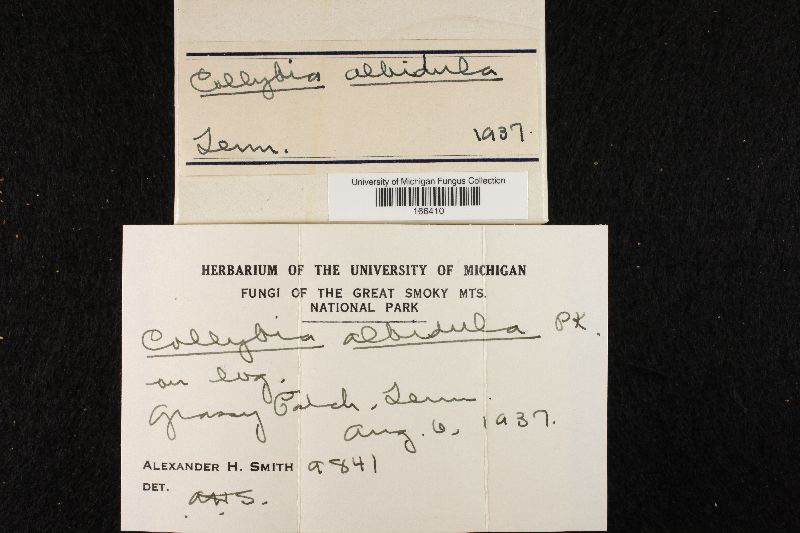 Collybia albidula
Tenn. 1937.
University of Michigan Fungus Collection
166410
HERBARIUM OF THE UNIVERSITY OF MICHIGAN
FUNGI OF THE GREAT SMOKY MTS.
NATIONAL PARK
Collybia albidula PK.
on log.
Grassy Patch, Tenn.
Aug. 6, 1937.
ALEXANDER H. SMITH 9841
DET. AHS.